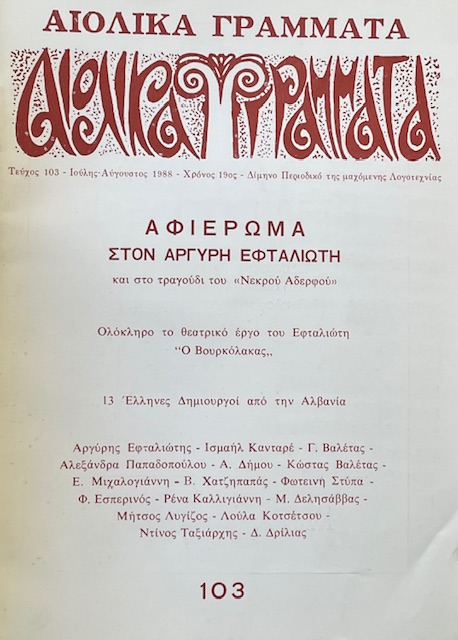 ΑΙΟΛΙΚΑ ΓΡΑΜΜΑΤΑ
ΑΙΟΛΙΚΑ ΓΡΑΜΜΑΤΑ
Τεύχος 103 - Ιούλης-Αύγουστος 1988 - Χρόνος 19ος - Δίμηνο Περιοδικό της μαχόμενης Λογοτεχνίας
ΑΦΙΕΡΩΜΑ
ΣΤΟΝ ΑΡΓΥΡΗ ΕΦΤΑΛΙΩΤΗ
και στο τραγούδι του «Νεκρού Αδερφού»
Ολόκληρο το θεατρικό έργο του Εφταλιώτη
"Ο Βουρκόλακας,,
13 Έλληνες Δημιουργοί από την Αλβανία
Αργύρης Εφταλιώτης - Ισμαήλ Κανταρέ - Γ. Βαλέτας -
Αλεξάνδρα Παπαδοπούλου - Α. Δήμου - Κώστας Βαλέτας -
Ε. Μιχαλογιάννη - Β. Χατζηπαπάς - Φωτεινη Στύπα -
Φ. Εσπερινός - Ρένα Καλλιγιάννη - Μ. Δελησάββας -
Μήτσος Λυγίζος - Λούλα Κοτσέτσου -
Ντίνος Ταξιάρχης - Δ. Δρίλιας
103